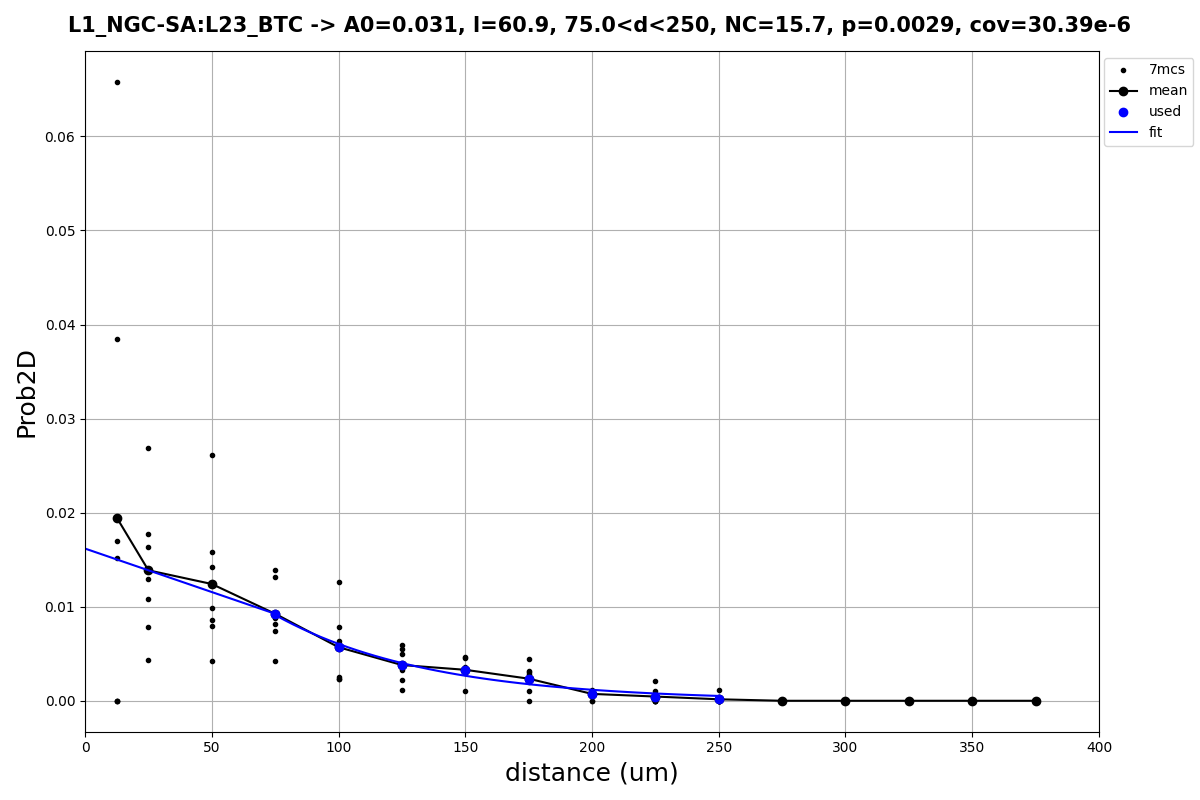 L1_NGC-SA:L23_BTC -> A0=0.031, l=60.9, 75.0<d<250, NC=15.7, p=0.0029, cov=30.39e-6
7mcs
mean
used
fit
0.06
0.05
0.04
0.03
0.02
0.01
0.00
Prob2D
0 50 100 150 200 250 300 350 400
distance (um)